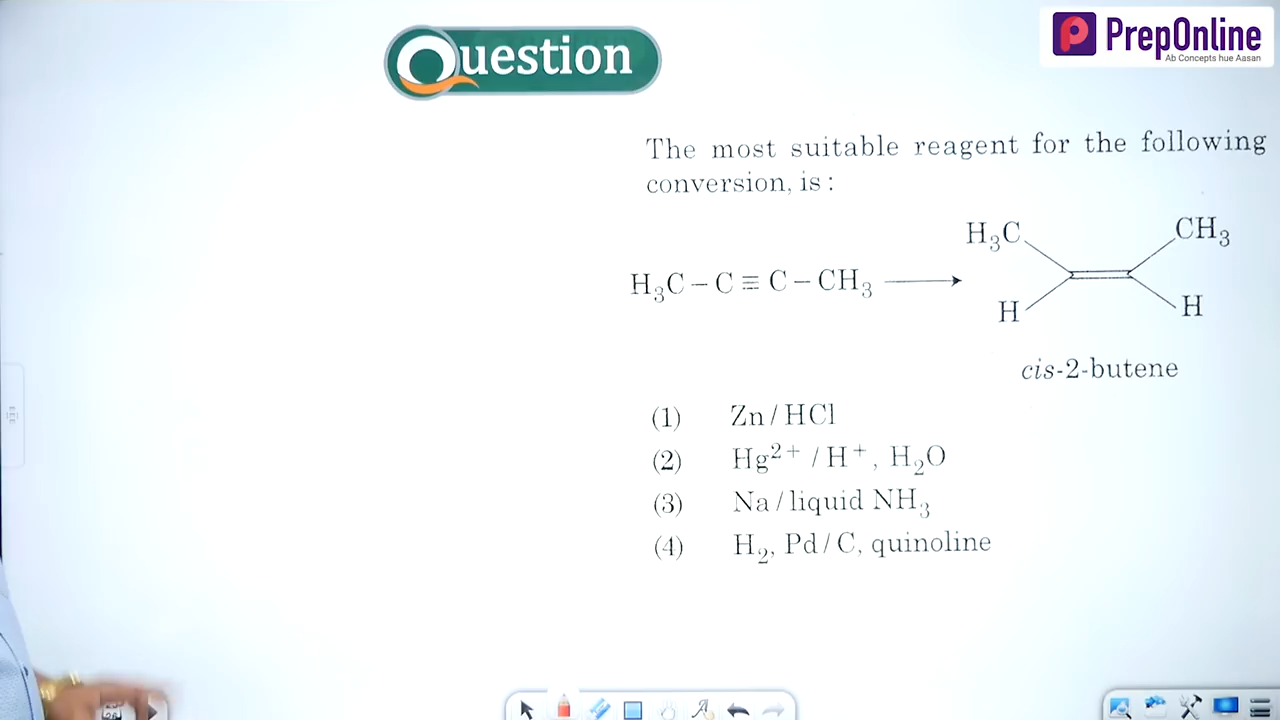 Question
PrepOnline
Ab Concepts hue Aasan
The most suitable reagent for the following
conversion, is :
H₃C – C ≡ C – CH₃ ⟶
H₃C CH₃
H H
cis-2-butene
(1) Zn / HCl
(2) Hg²⁺ / H⁺ , H₂O
(3) Na / liquid NH₃
(4) H₂, Pd / C, quinoline